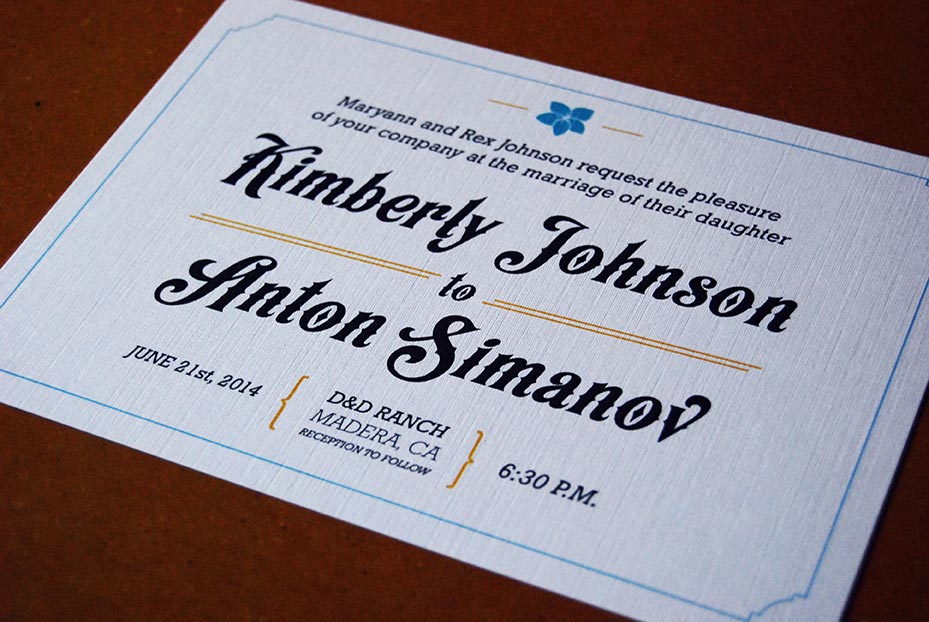 Maryann and Rex Johnson request the pleasure
of your company at the marriage of their daughter
Kimberly Johnson
to
Anton Simanov
JUNE 21st, 2014
D&D RANCH
MADERA, CA
RECEPTION TO FOLLOW
6:30 P.M.